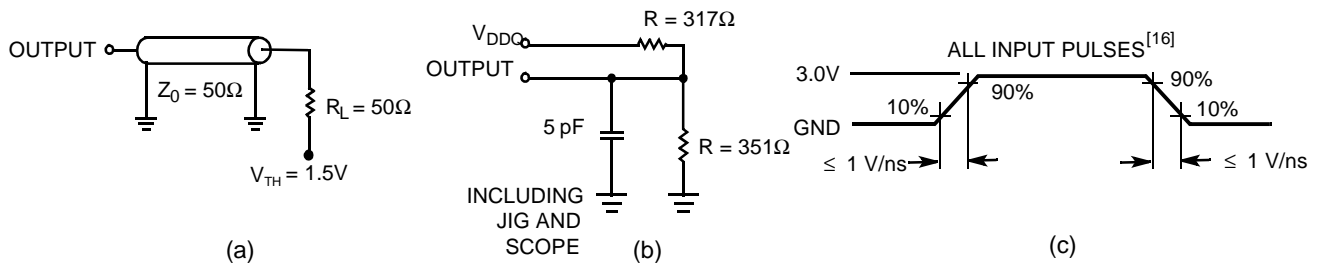 OUTPUT
Z0 = 50Ω
RL = 50Ω
VTH = 1.5V
(a)
R = 317Ω
VDDQ
OUTPUT
5 pF
R = 351Ω
INCLUDING
JIG AND
SCOPE
(b)
ALL INPUT PULSES[16]
3.0V
90%
90%
10%
10%
GND
≤ 1 V/ns
≤ 1 V/ns
(c)